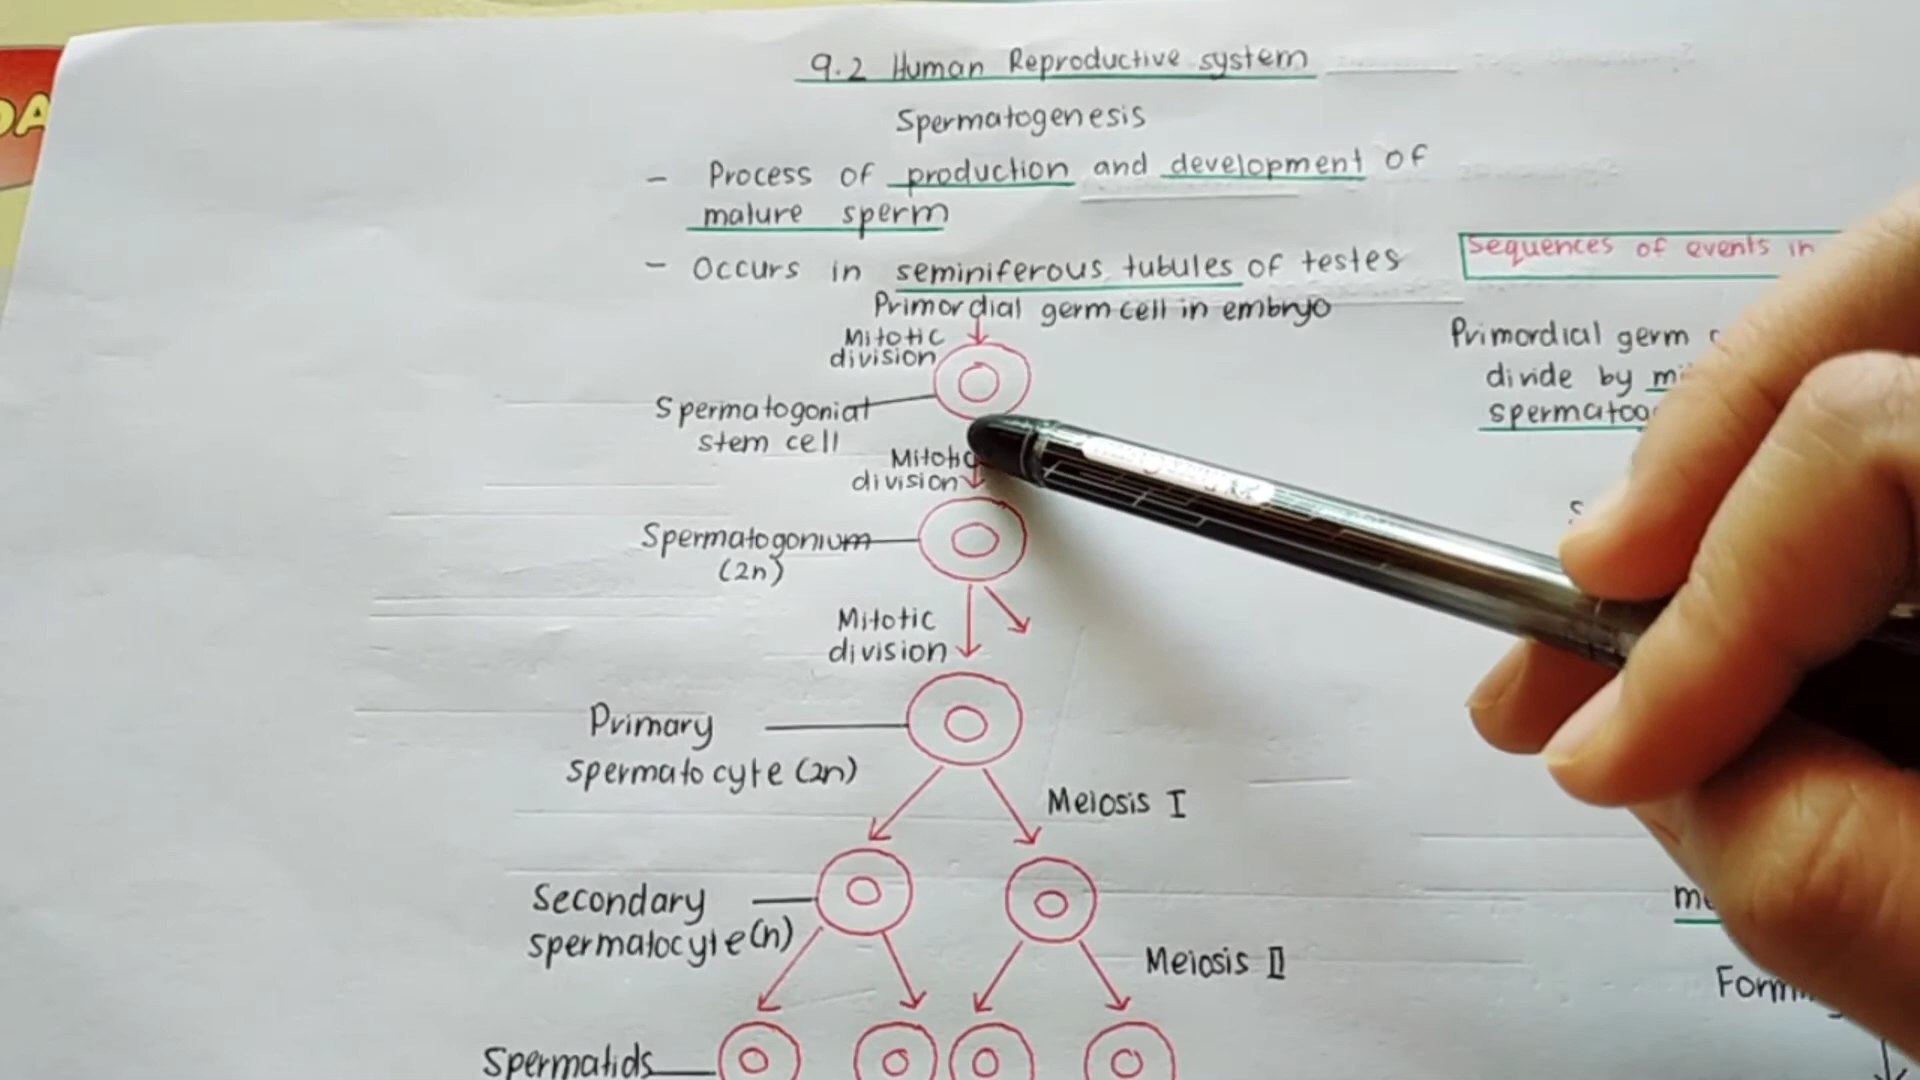 DA
9.2 Human Reproductive system
Spermatogenesis
- Process of production and development of
mature sperm
- Occurs in seminiferous tubules of testes
Primordial germ cell in embryo
Mitotic
division
Spermatogonial
stem cell
Mitotic
division
Spermatogonium
(2n)
Mitotic
division
Primary
spermatocyte (2n)
Meiosis I
Secondary
spermatocyte (n)
Meiosis II
Spermatids
Sequences of events in
Primordial germ
divide by